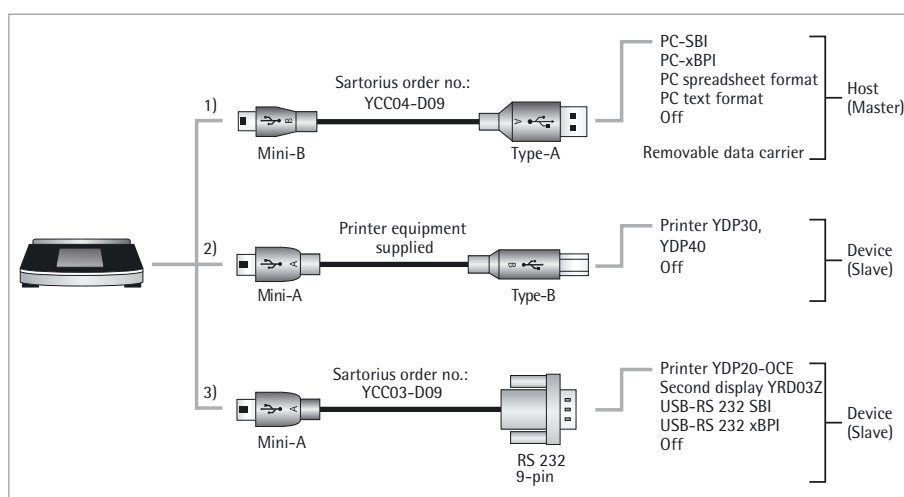 1)
Sartorius order no.:
YCC04-D09
B
A
Mini-B
Type-A
PC-SBI
PC-xBPI
PC spreadsheet format
PC text format
Off
Removable data carrier
Host
(Master)
2)
Printer equipment
supplied
A
B
Mini-A
Type-B
Printer YDP30,
YDP40
Off
Device
(Slave)
3)
Sartorius order no.:
YCC03-D09
A
Mini-A
RS 232
9-pin
Printer YDP20-OCE
Second display YRD03Z
USB-RS 232 SBI
USB-RS 232 xBPI
Off
Device
(Slave)